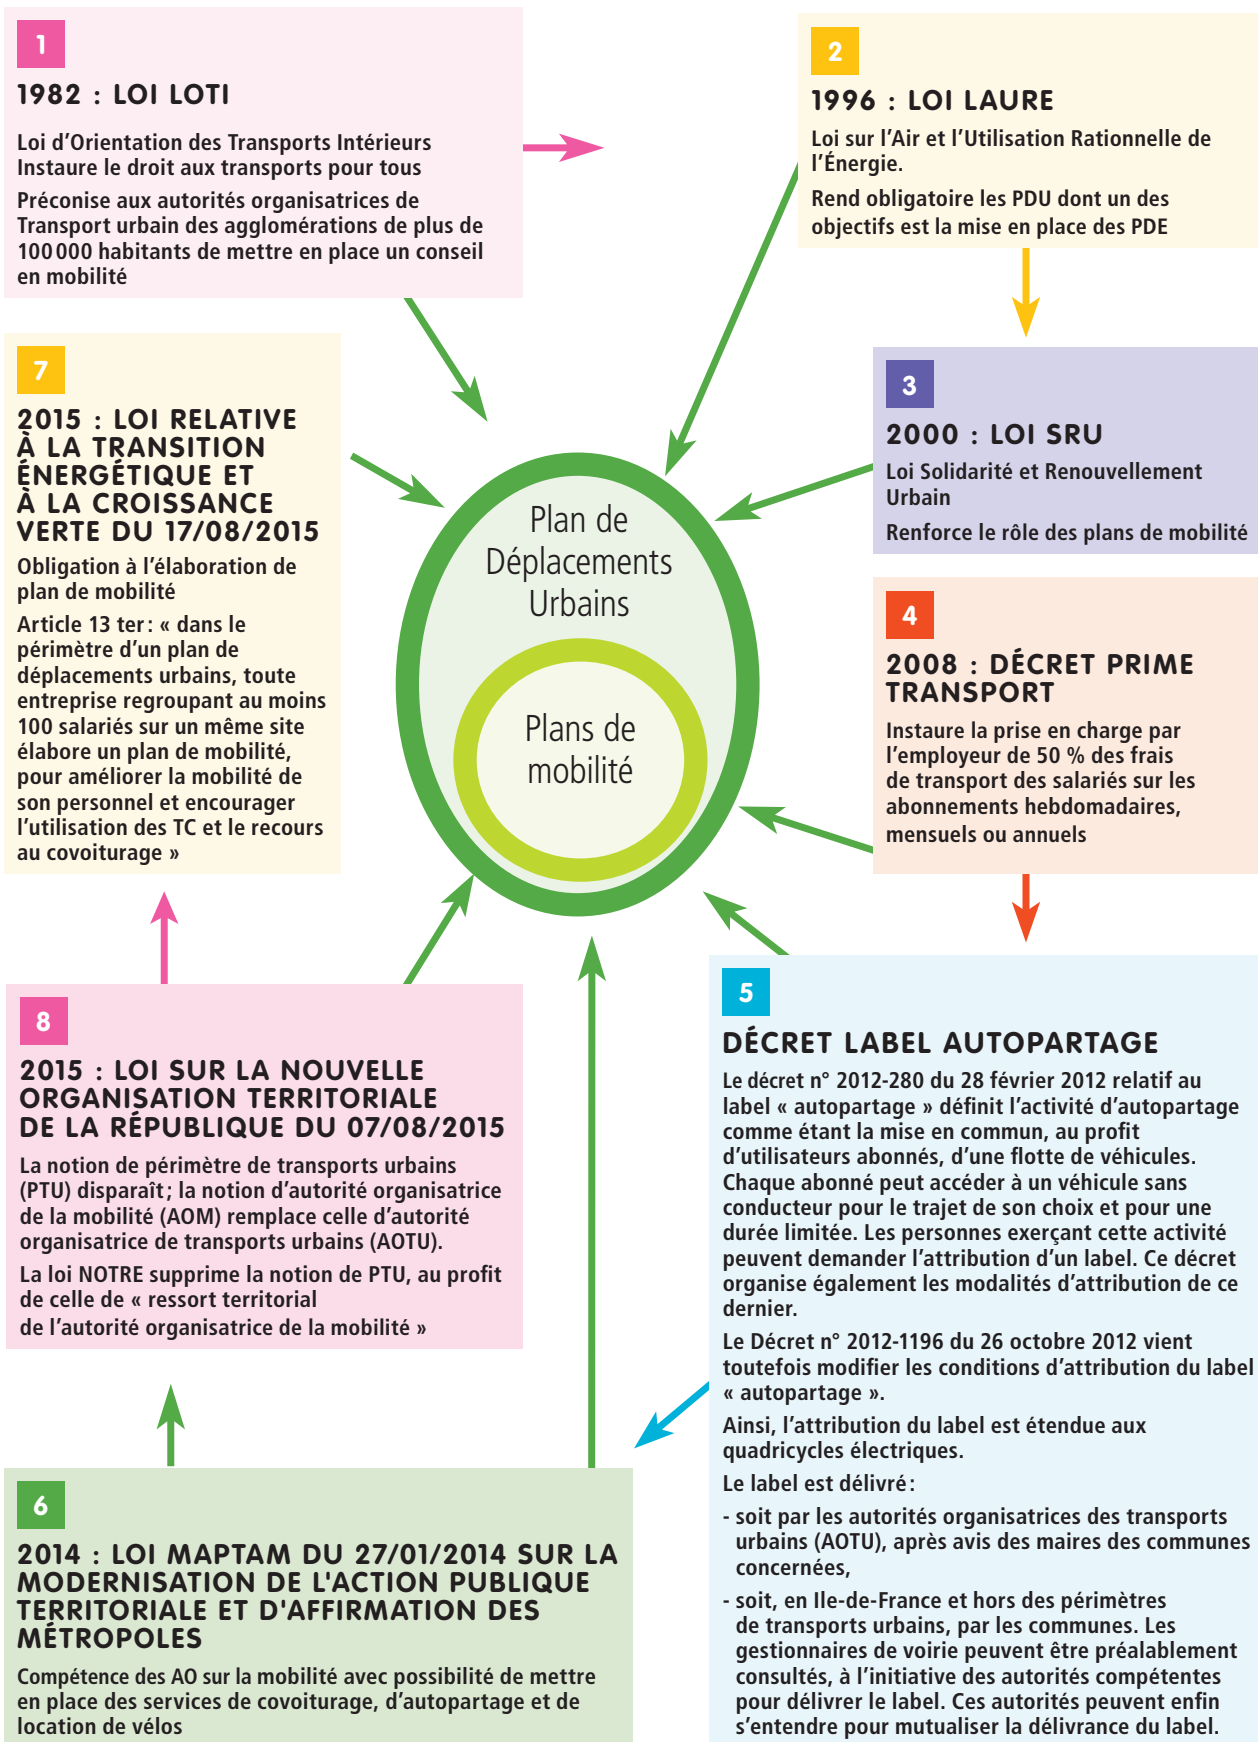 1
1982 : LOI LOTI
Loi d’Orientation des Transports Intérieurs
Instaure le droit aux transports pour tous
Préconise aux autorités organisatrices de
Transport urbain des agglomérations de plus de
100 000 habitants de mettre en place un conseil
en mobilité
2
1996 : LOI LAURE
Loi sur l’Air et l’Utilisation Rationnelle de
l’Énergie.
Rend obligatoire les PDU dont un des
objectifs est la mise en place des PDE
3
2000 : LOI SRU
Loi Solidarité et Renouvellement
Urbain
Renforce le rôle des plans de mobilité
4
2008 : DÉCRET PRIME
TRANSPORT
Instaure la prise en charge par
l’employeur de 50 % des frais
de transport des salariés sur les
abonnements hebdomadaires,
mensuels ou annuels
5
DÉCRET LABEL AUTOPARTAGE
Le décret n° 2012-280 du 28 février 2012 relatif au
label « autopartage » définit l’activité d’autopartage
comme étant la mise en commun, au profit
d’utilisateurs abonnés, d’une flotte de véhicules.
Chaque abonné peut accéder à un véhicule sans
conducteur pour le trajet de son choix et pour une
durée limitée. Les personnes exerçant cette activité
peuvent demander l’attribution d’un label. Ce décret
organise également les modalités d’attribution de ce
dernier.
Le Décret n° 2012-1196 du 26 octobre 2012 vient
toutefois modifier les conditions d’attribution du label
« autopartage ».
Ainsi, l’attribution du label est étendue aux
quadricycles électriques.
Le label est délivré :
- soit par les autorités organisatrices des transports
urbains (AOTU), après avis des maires des communes
concernées,
- soit, en Ile-de-France et hors des périmètres
de transports urbains, par les communes. Les
gestionnaires de voirie peuvent être préalablement
consultés, à l’initiative des autorités compétentes
pour délivrer le label. Ces autorités peuvent enfin
s’entendre pour mutualiser la délivrance du label.
6
2014 : LOI MAPTAM DU 27/01/2014 SUR LA
MODERNISATION DE L'ACTION PUBLIQUE
TERRITORIALE ET D'AFFIRMATION DES
MÉTROPOLES
Compétence des AO sur la mobilité avec possibilité de mettre
en place des services de covoiturage, d’autopartage et de
location de vélos
7
2015 : LOI RELATIVE
À LA TRANSITION
ÉNERGÉTIQUE ET
À LA CROISSANCE
VERTE DU 17/08/2015
Obligation à l’élaboration de
plan de mobilité
Article 13 ter : « dans le
périmètre d’un plan de
déplacements urbains, toute
entreprise regroupant au moins
100 salariés sur un même site
élabore un plan de mobilité,
pour améliorer la mobilité de
son personnel et encourager
l’utilisation des TC et le recours
au covoiturage »
8
2015 : LOI SUR LA NOUVELLE
ORGANISATION TERRITORIALE
DE LA RÉPUBLIQUE DU 07/08/2015
La notion de périmètre de transports urbains
(PTU) disparaît ; la notion d’autorité organisatrice
de la mobilité (AOM) remplace celle d’autorité
organisatrice de transports urbains (AOTU).
La loi NOTRE supprime la notion de PTU, au profit
de celle de « ressort territorial
de l’autorité organisatrice de la mobilité »
Plan de
Déplacements
Urbains
Plans de
mobilité